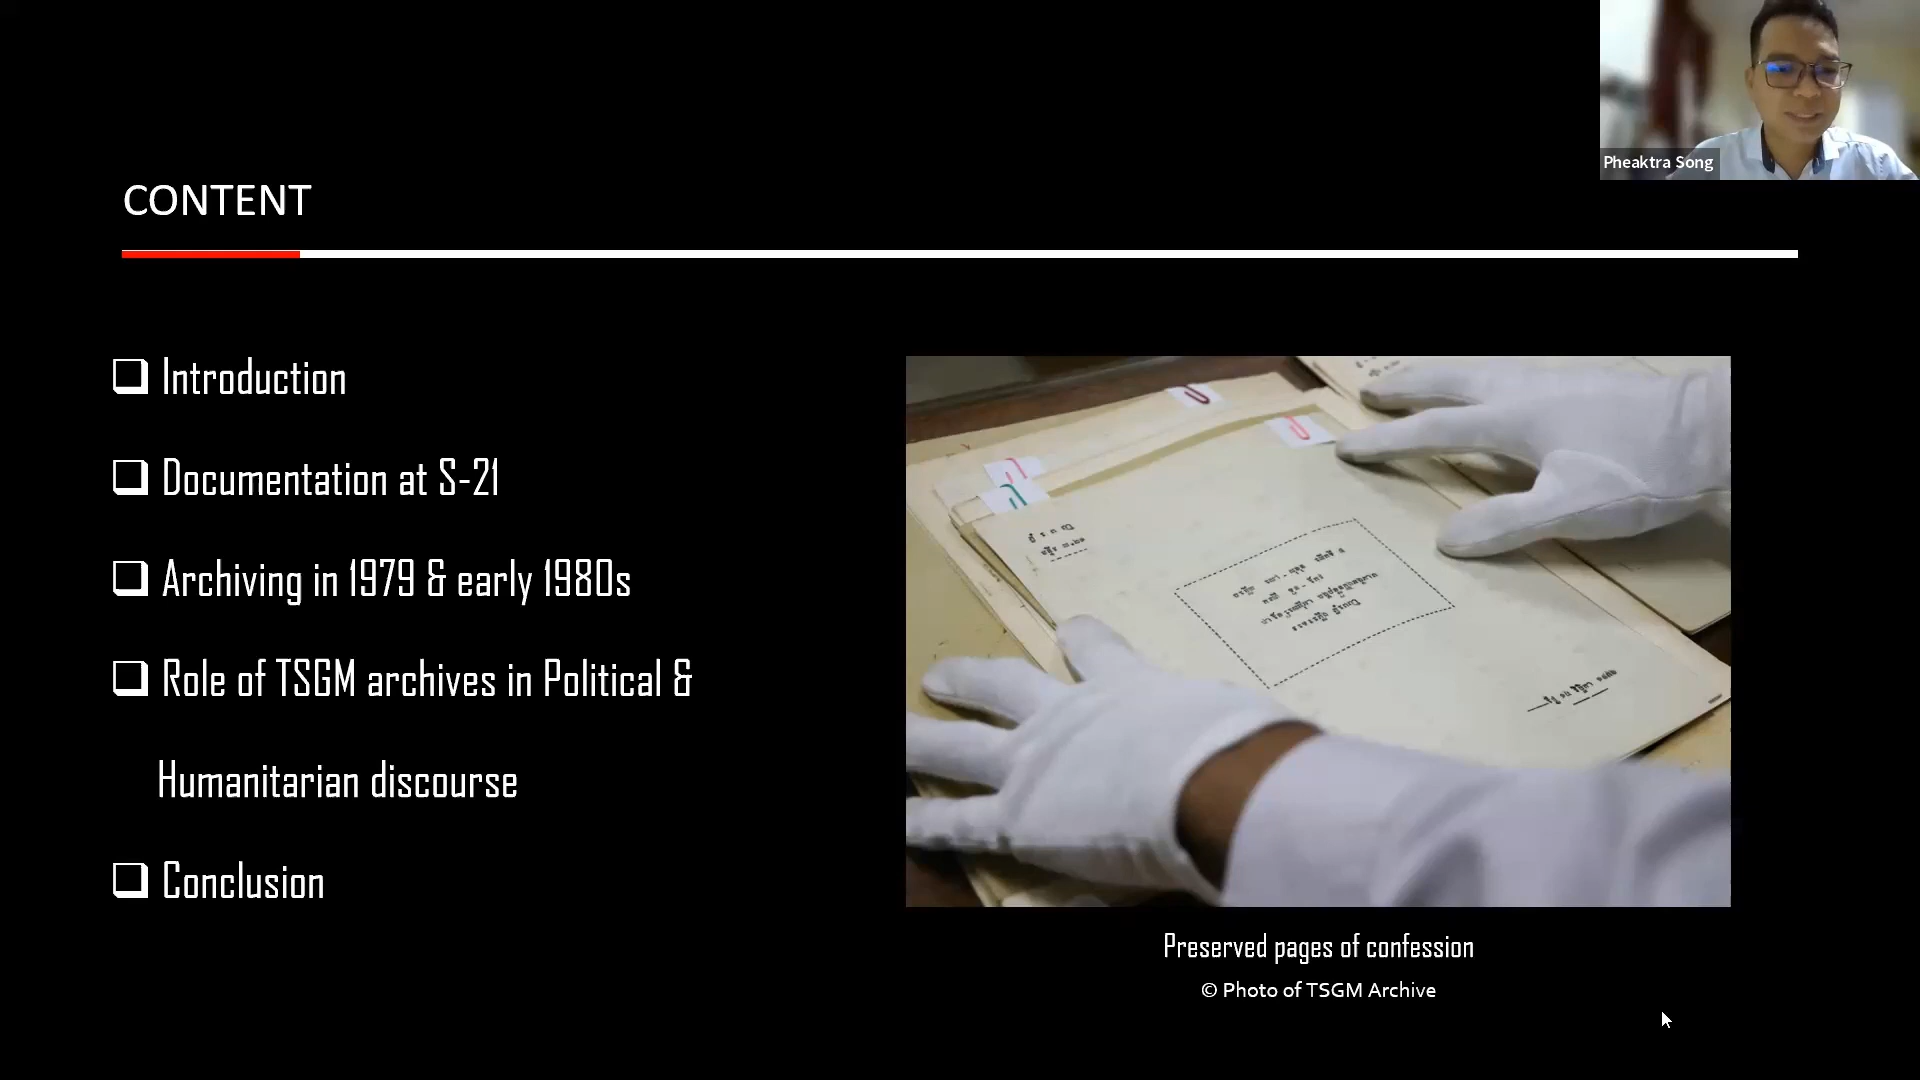 Pheaktra Song
CONTENT
Introduction
Documentation at S-21
Archiving in 1979 & early 1980s
Role of TSGM archives in Political &
Humanitarian discourse
Conclusion
Preserved pages of confession
© Photo of TSGM Archive